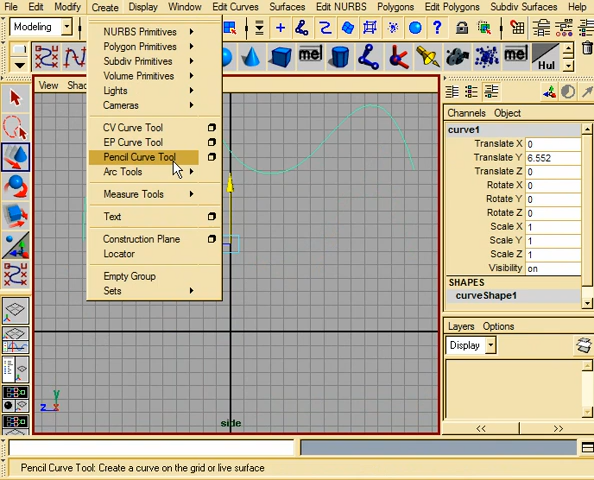 File Edit Modify Create Display Window Edit Curves Surfaces Edit NURBS Polygons Edit Polygons Subdiv Surfaces Help
Modeling
mel mel Hul
View Shad
NURBS Primitives
Polygon Primitives
Subdiv Primitives
Volume Primitives
Lights
Cameras
CV Curve Tool
EP Curve Tool
Pencil Curve Tool
Arc Tools
Measure Tools
Text
Construction Plane
Locator
Empty Group
Sets
y
z x
side
Channels Object
curve1
Translate X 0
Translate Y 6.552
Translate Z 0
Rotate X 0
Rotate Y 0
Rotate Z 0
Scale X 1
Scale Y 1
Scale Z 1
Visibility on
SHAPES
curveShape1
Layers Options
Display
<< >>
Pencil Curve Tool: Create a curve on the grid or live surface